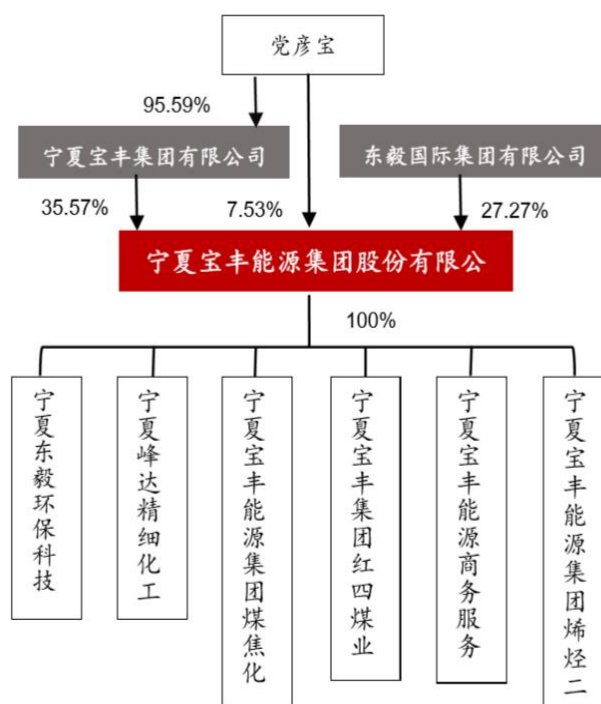 党彦宝
95.59%
宁夏宝丰集团有限公司
东毅国际集团有限公司
35.57%
7.53%
27.27%
宁夏宝丰能源集团股份有限公
100%
宁夏东毅环保科技
宁夏峰达精细化工
宁夏宝丰能源集团煤焦化
宁夏宝丰集团红四煤业
宁夏宝丰能源商务服务
宁夏宝丰能源集团烯烃二